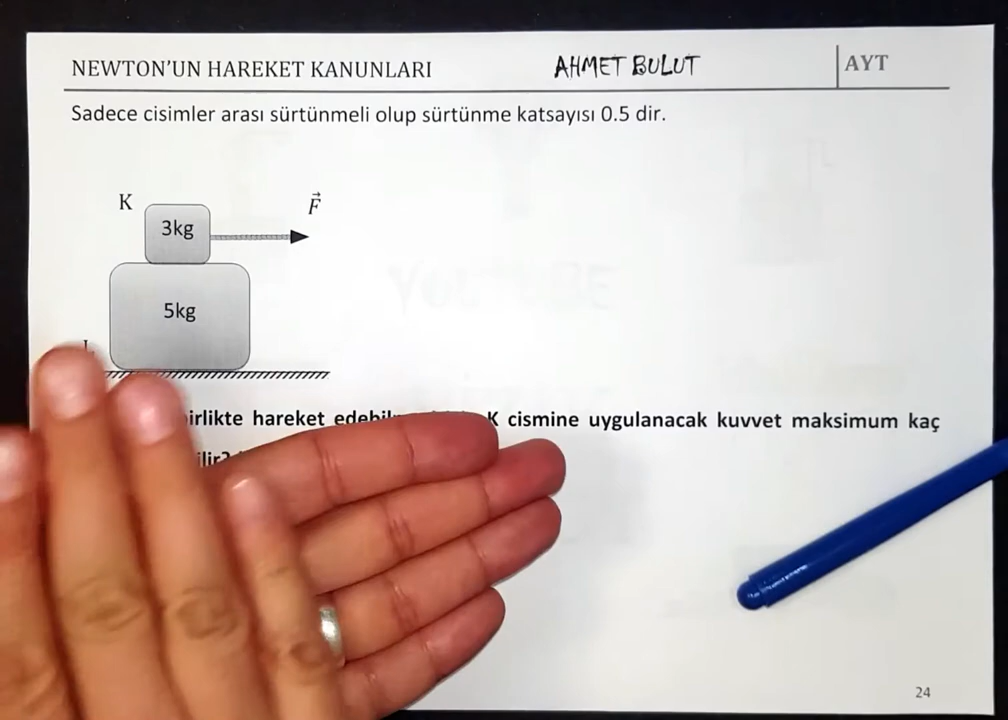 NEWTON'UN HAREKET KANUNLARI AHMET BULUT AYT
Sadece cisimler arası sürtünmeli olup sürtünme katsayısı 0.5 dir.
K
F
3kg
5kg
hareket K cismine uygulanacak kuvvet maksimum kaç
24